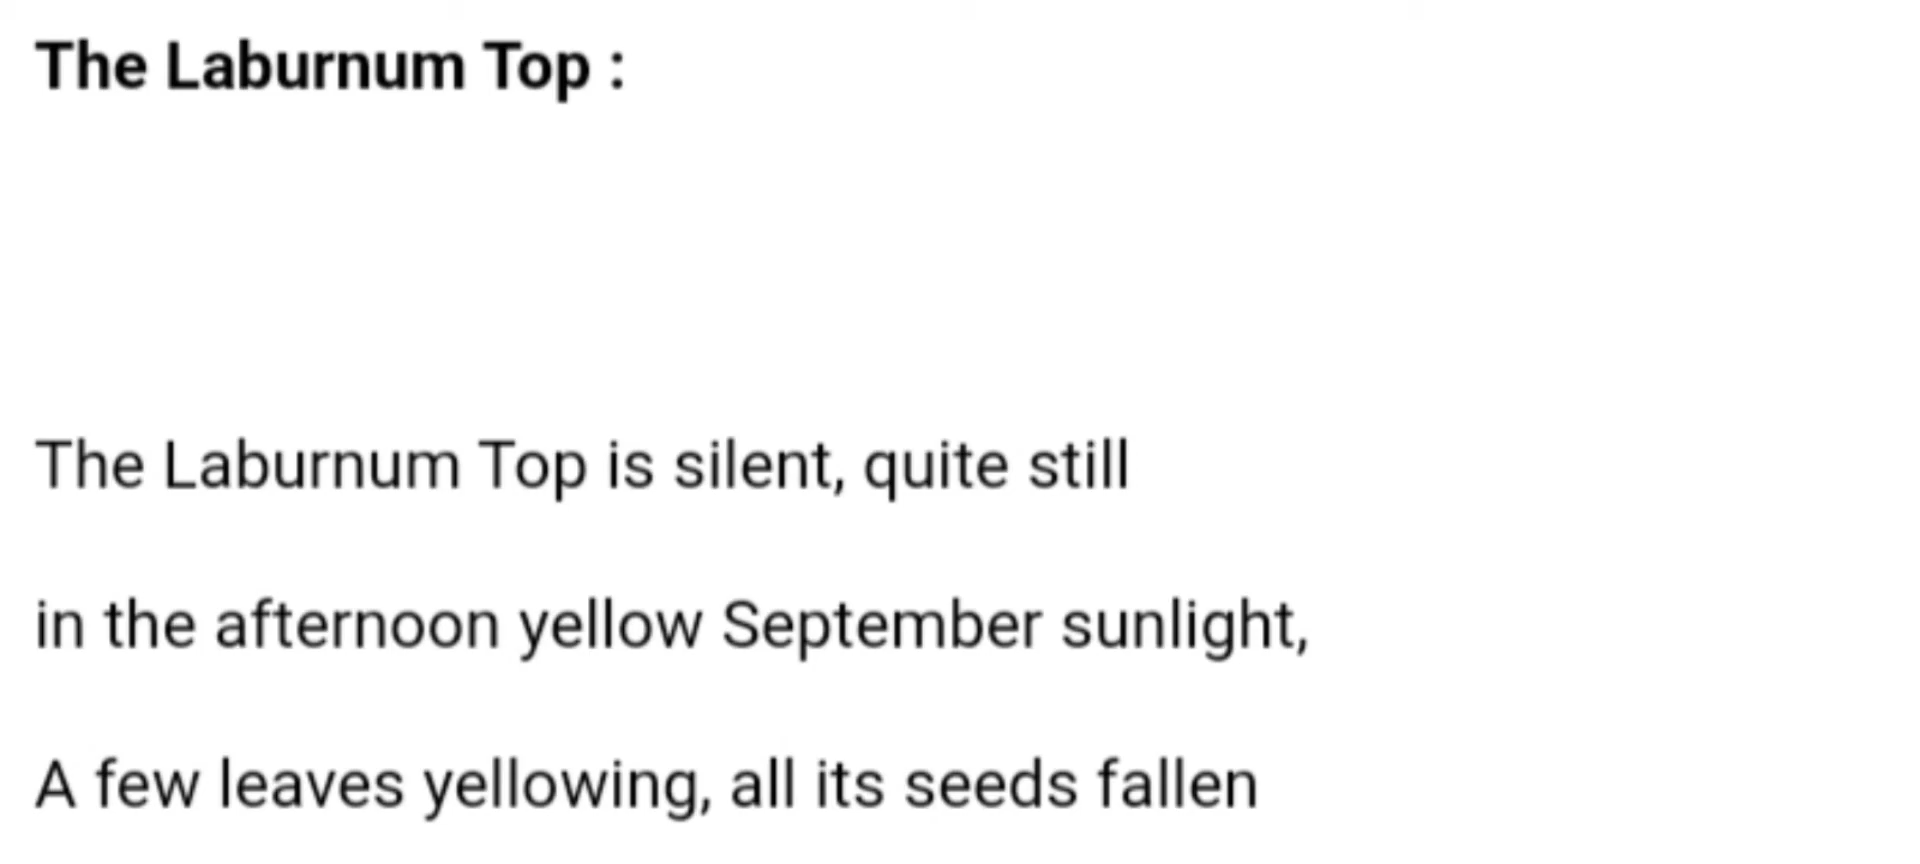 The Laburnum Top :
The Laburnum Top is silent, quite still
in the afternoon yellow September sunlight,
A few leaves yellowing, all its seeds fallen